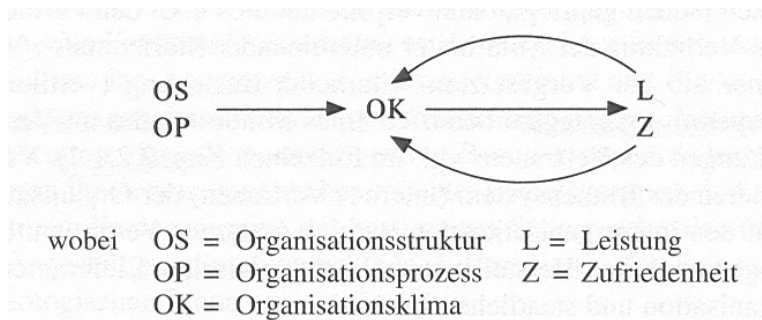 OS
OP
OK
L
Z
wobei OS = Organisationsstruktur L = Leistung
OP = Organisationsprozess Z = Zufriedenheit
OK = Organisationsklima